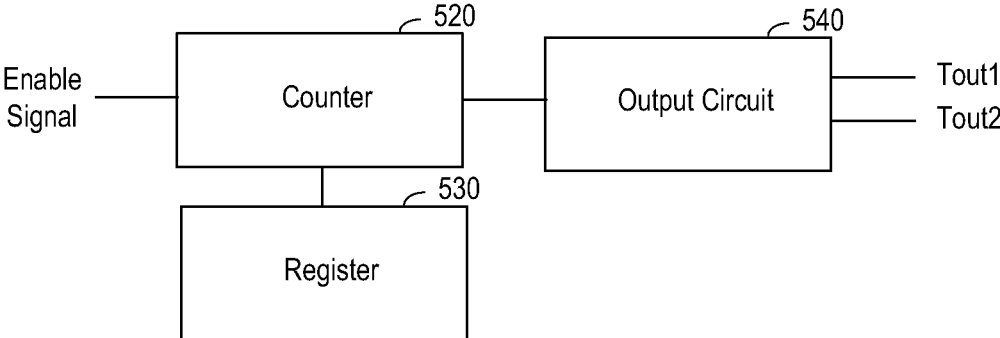 520
540
Enable
Signal
Counter
Output Circuit
Tout1
Tout2
530
Register